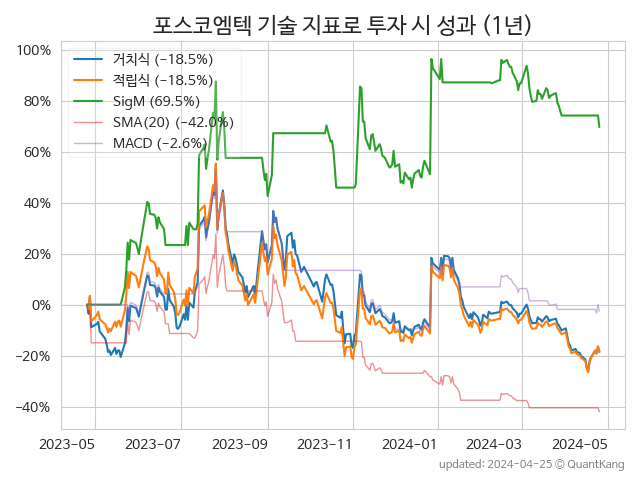 포스코엠텍 기술 지표로 투자 시 성과 (1년)
거치식 (−18.5%)
적립식 (−18.5%)
SigM (69.5%)
SMA(20) (−42.0%)
MACD (−2.6%)
100%
80%
60%
40%
20%
0%
−20%
−40%
2023-05 2023-07 2023-09 2023-11 2024-01 2024-03 2024-05
updated: 2024-04-25 © QuantKang